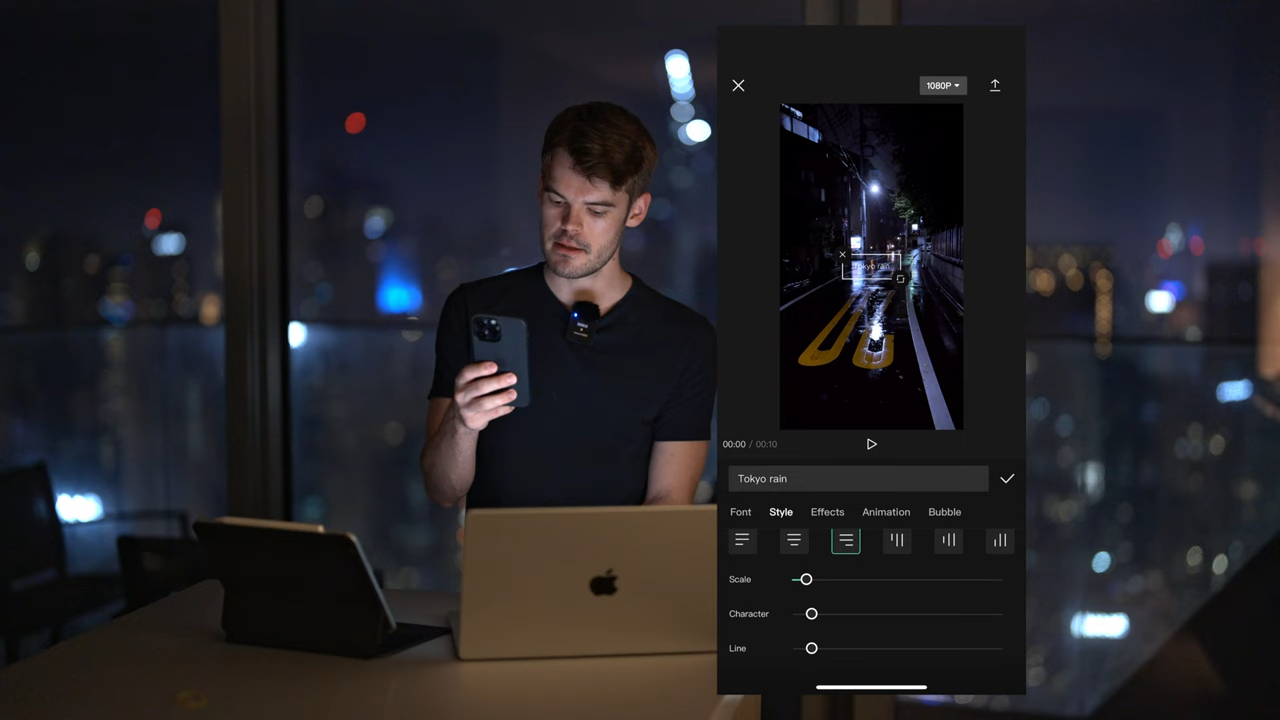 1080P
Tokyo rain
00:00 / 00:10
Tokyo rain
Font Style Effects Animation Bubble
Scale
Character
Line